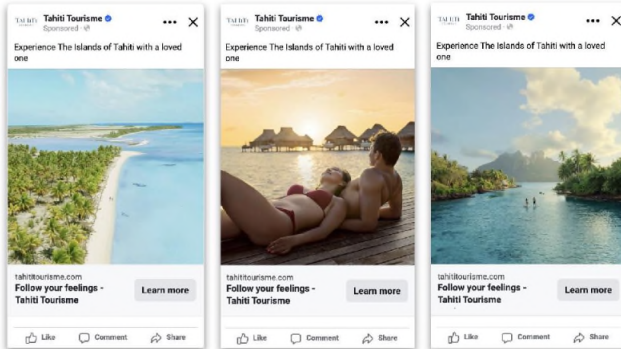 Tahiti Tourisme
Sponsored ·
Experience The Islands of Tahiti with a loved
one
tahititourisme.com
Follow your feelings -
Tahiti Tourisme
Learn more
Like Comment Share
Tahiti Tourisme
Sponsored ·
Experience The Islands of Tahiti with a loved
one
tahititourisme.com
Follow your feelings -
Tahiti Tourisme
Learn more
Like Comment Share
Tahiti Tourisme
Sponsored ·
Experience The Islands of Tahiti with a loved
one
tahititourisme.com
Follow your feelings -
Tahiti Tourisme
Learn more
Like Comment Share